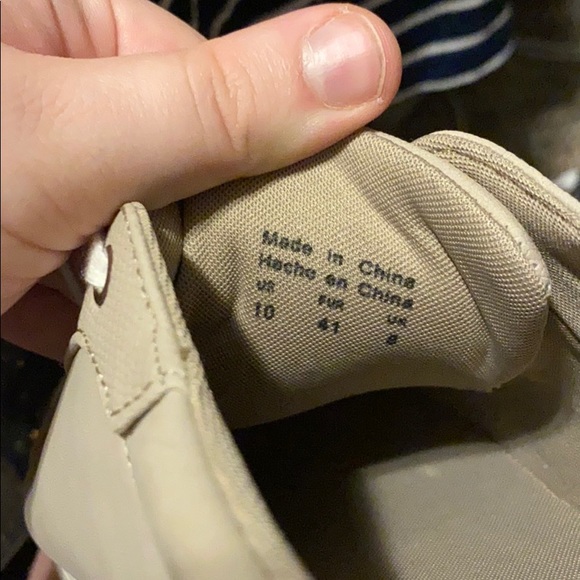 Made in China
Hecho en China
US EUR UK
10 41 8